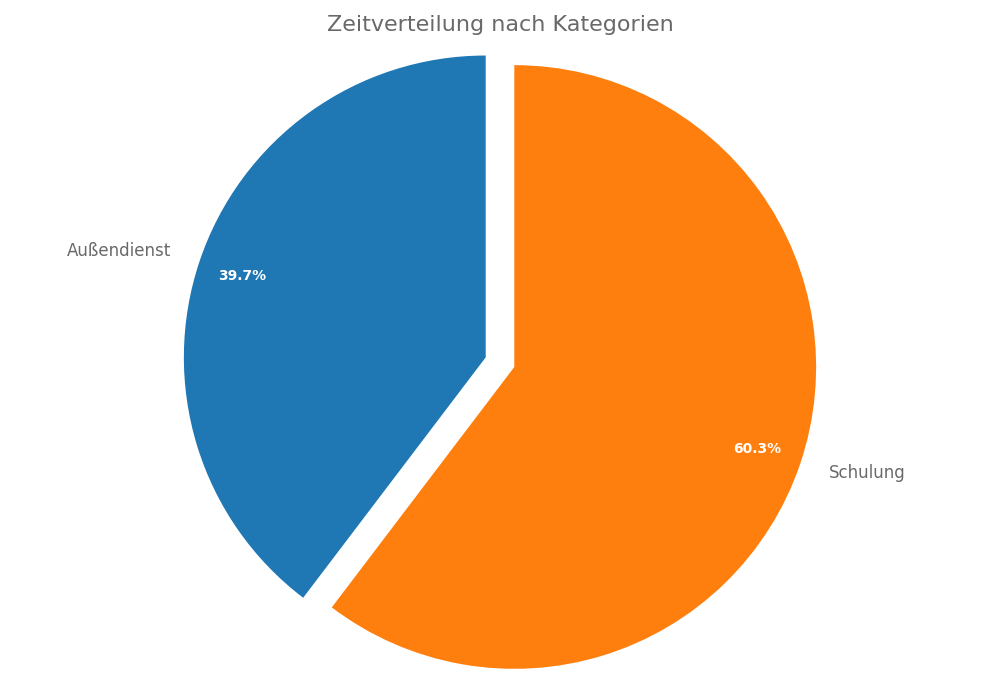 Zeitverteilung nach Kategorien
Außendienst
39.7%
60.3%
Schulung